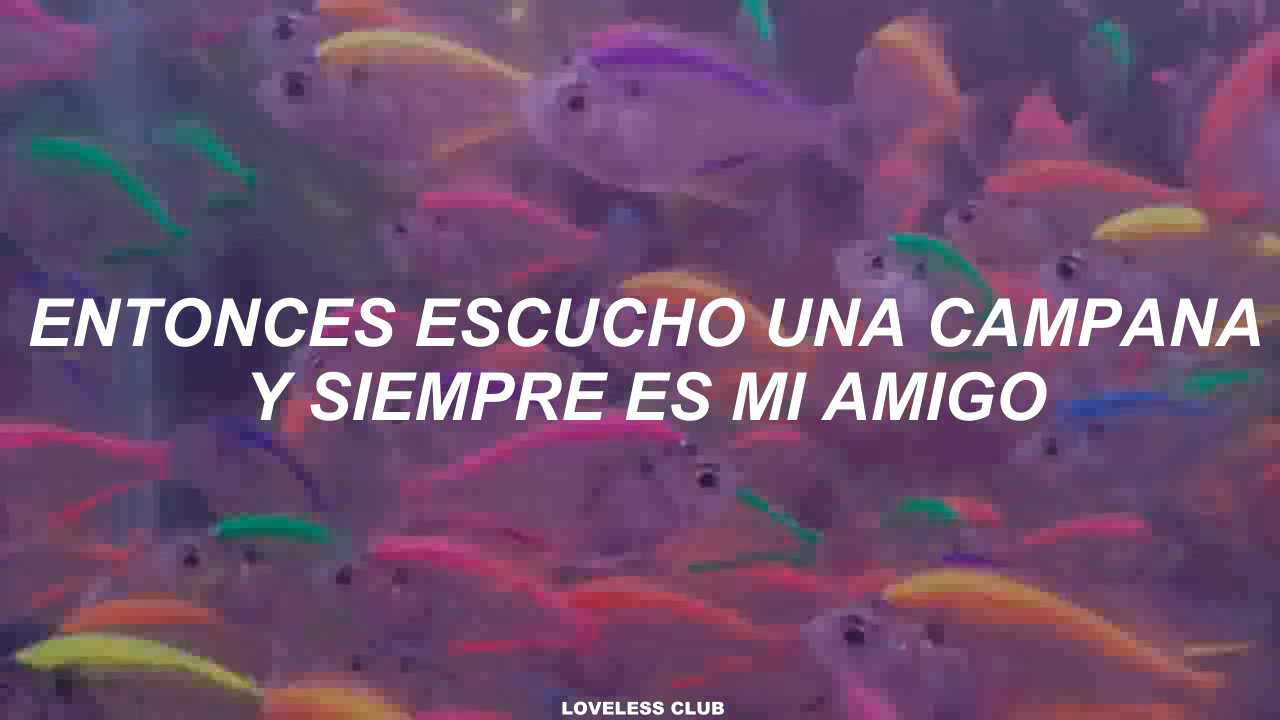 ENTONCES ESCUCHO UNA CAMPANA
Y SIEMPRE ES MI AMIGO
LOVELESS CLUB